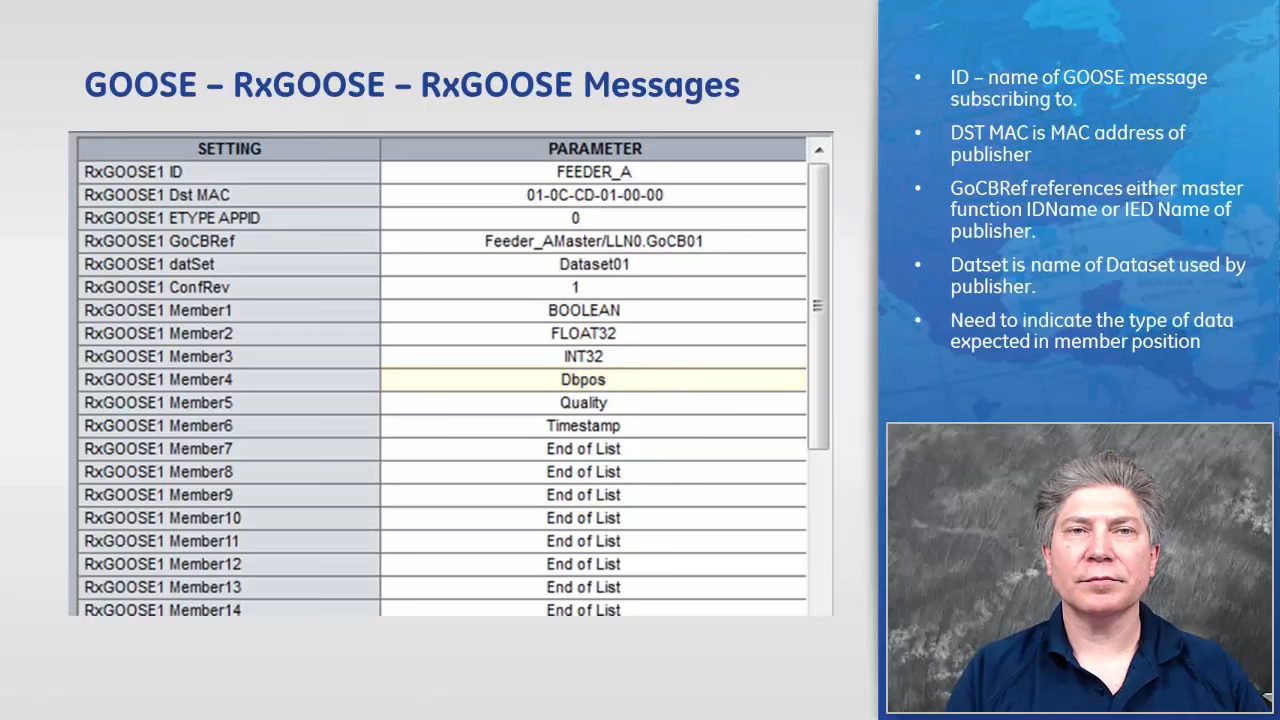 GOOSE – RxGOOSE – RxGOOSE Messages
SETTING PARAMETER
RxGOOSE1 ID FEEDER_A
RxGOOSE1 Dst MAC 01-0C-CD-01-00-00
RxGOOSE1 ETYPE APPID 0
RxGOOSE1 GoCBRef Feeder_AMaster/LLN0.GoCB01
RxGOOSE1 datSet Dataset01
RxGOOSE1 ConfRev 1
RxGOOSE1 Member1 BOOLEAN
RxGOOSE1 Member2 FLOAT32
RxGOOSE1 Member3 INT32
RxGOOSE1 Member4 Dbpos
RxGOOSE1 Member5 Quality
RxGOOSE1 Member6 Timestamp
RxGOOSE1 Member7 End of List
RxGOOSE1 Member8 End of List
RxGOOSE1 Member9 End of List
RxGOOSE1 Member10 End of List
RxGOOSE1 Member11 End of List
RxGOOSE1 Member12 End of List
RxGOOSE1 Member13 End of List
RxGOOSE1 Member14 End of List
• ID – name of GOOSE message
subscribing to.
• DST MAC is MAC address of
publisher
• GoCBRef references either master
function IDName or IED Name of
publisher.
• Datset is name of Dataset used by
publisher.
• Need to indicate the type of data
expected in member position